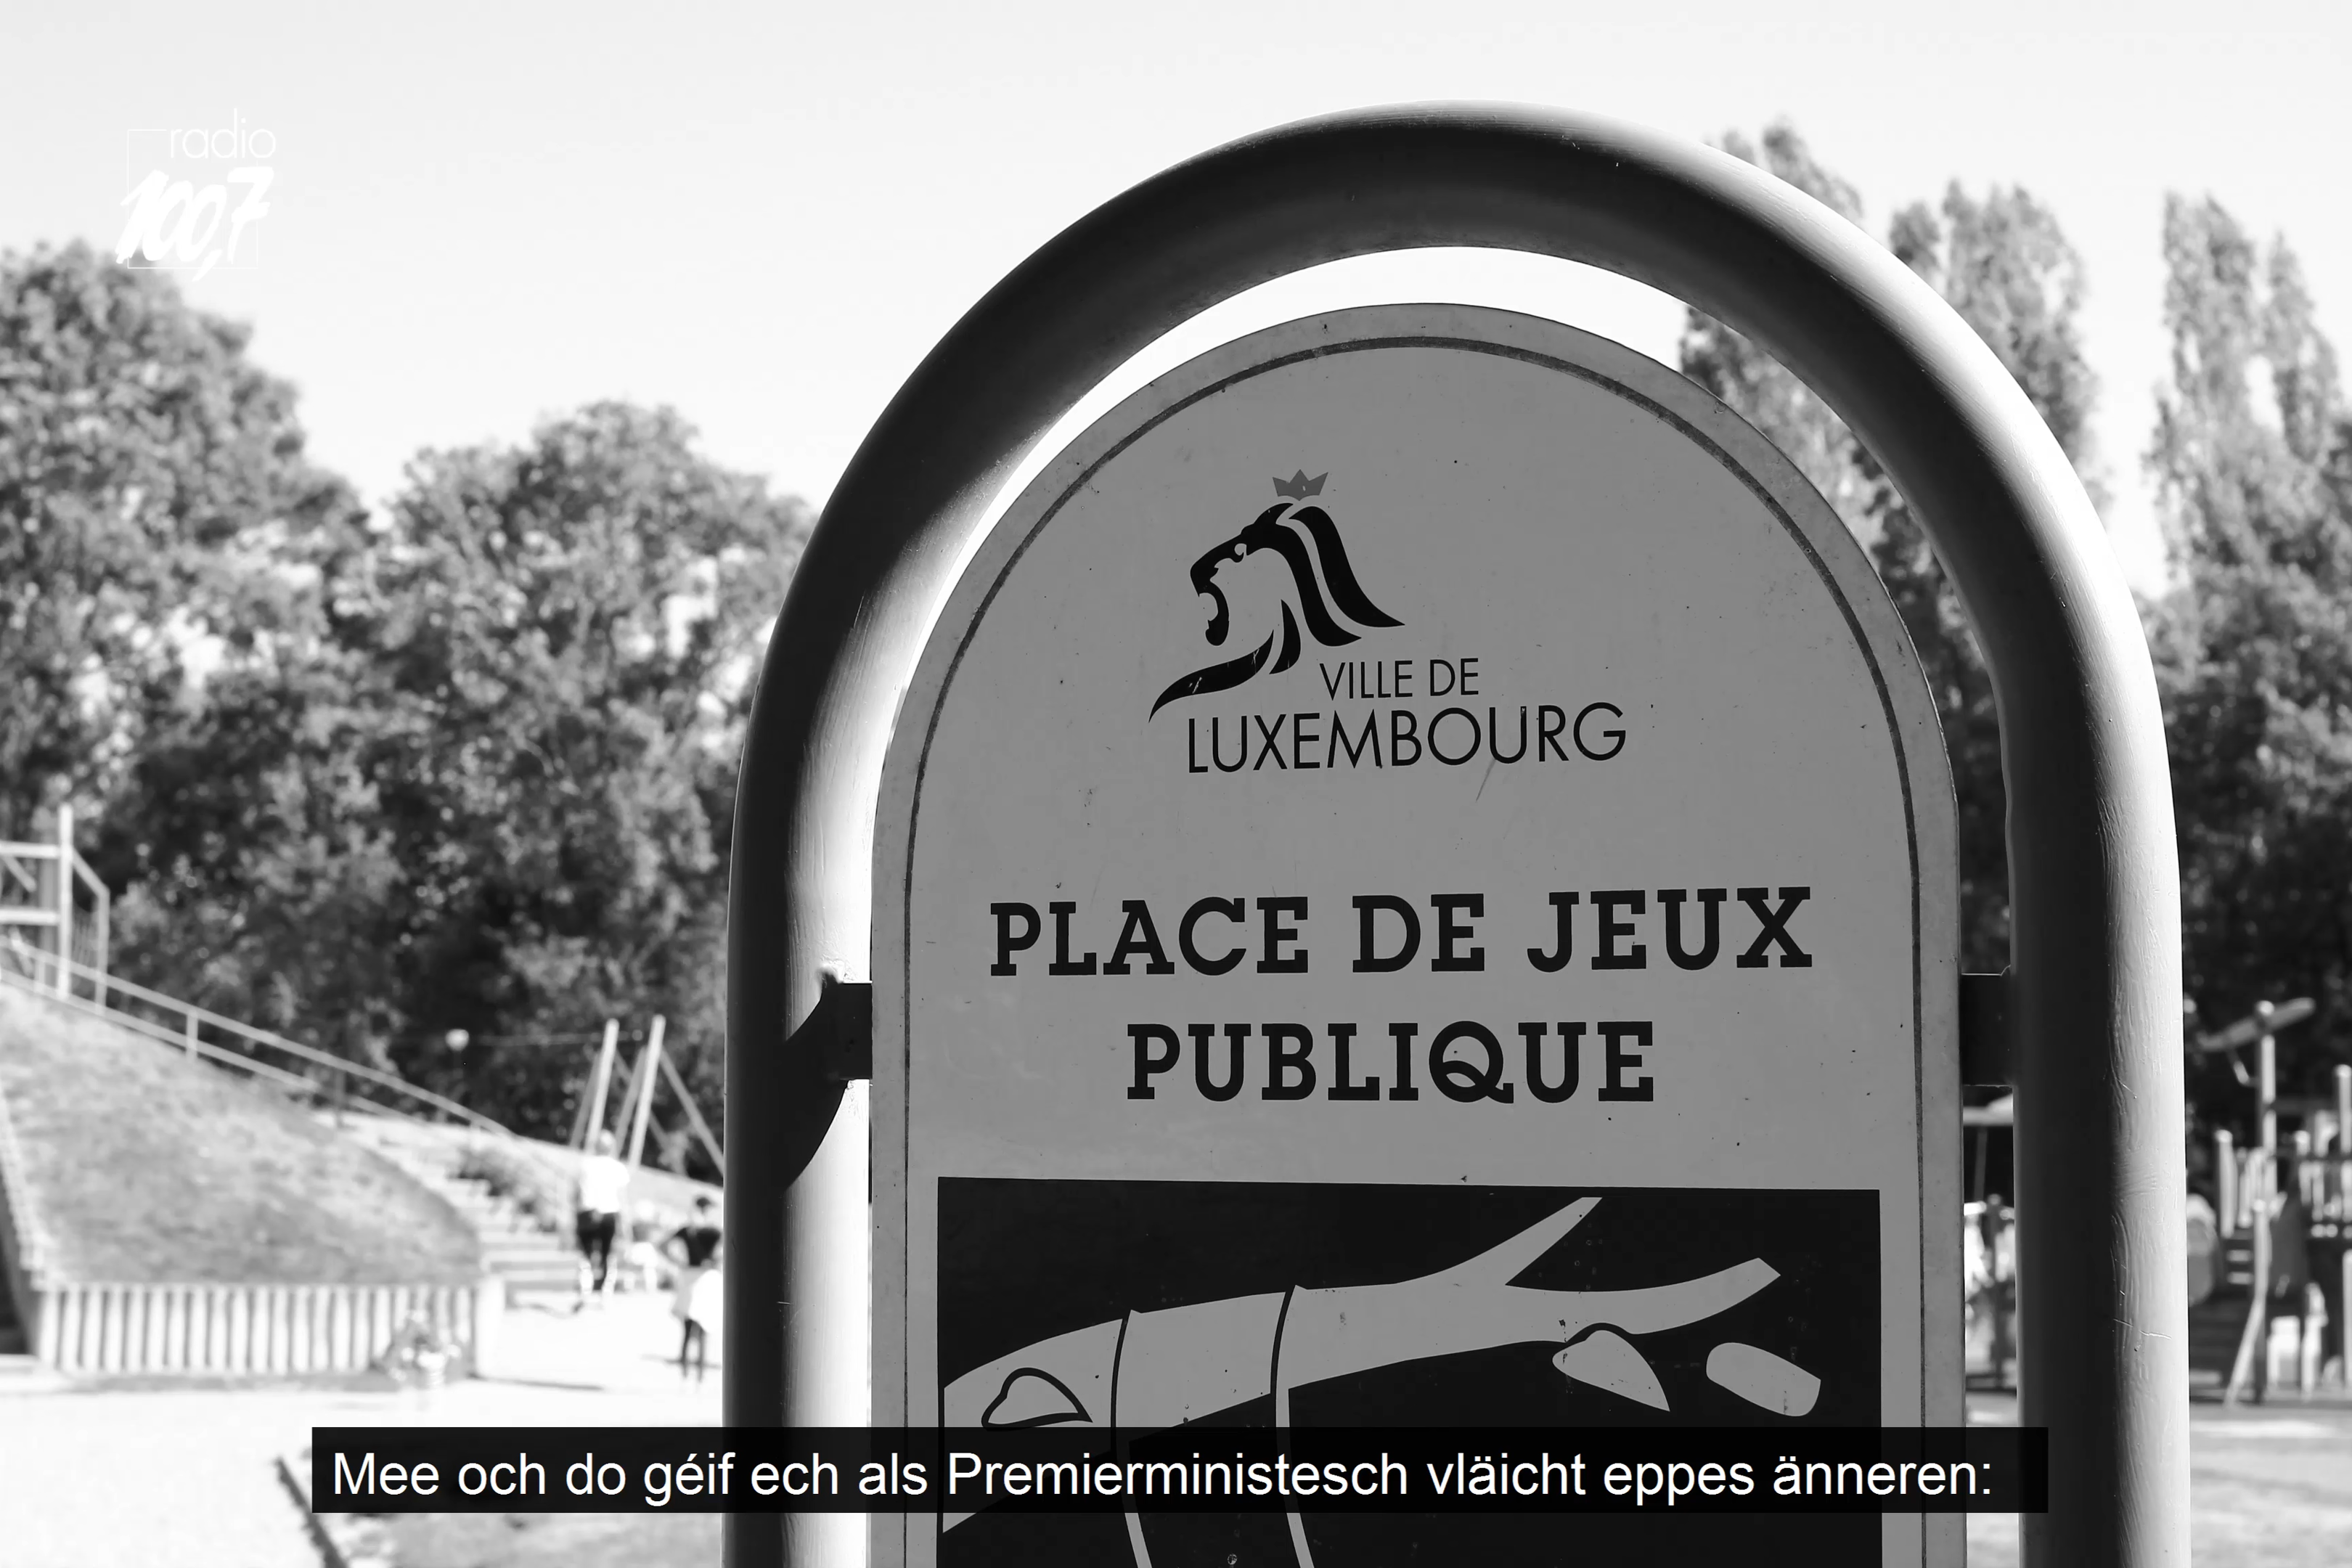 radio
100,7
VILLE DE
LUXEMBOURG
PLACE DE JEUX
PUBLIQUE
Mee och do géif ech als Premierministesch vläicht eppes änneren: